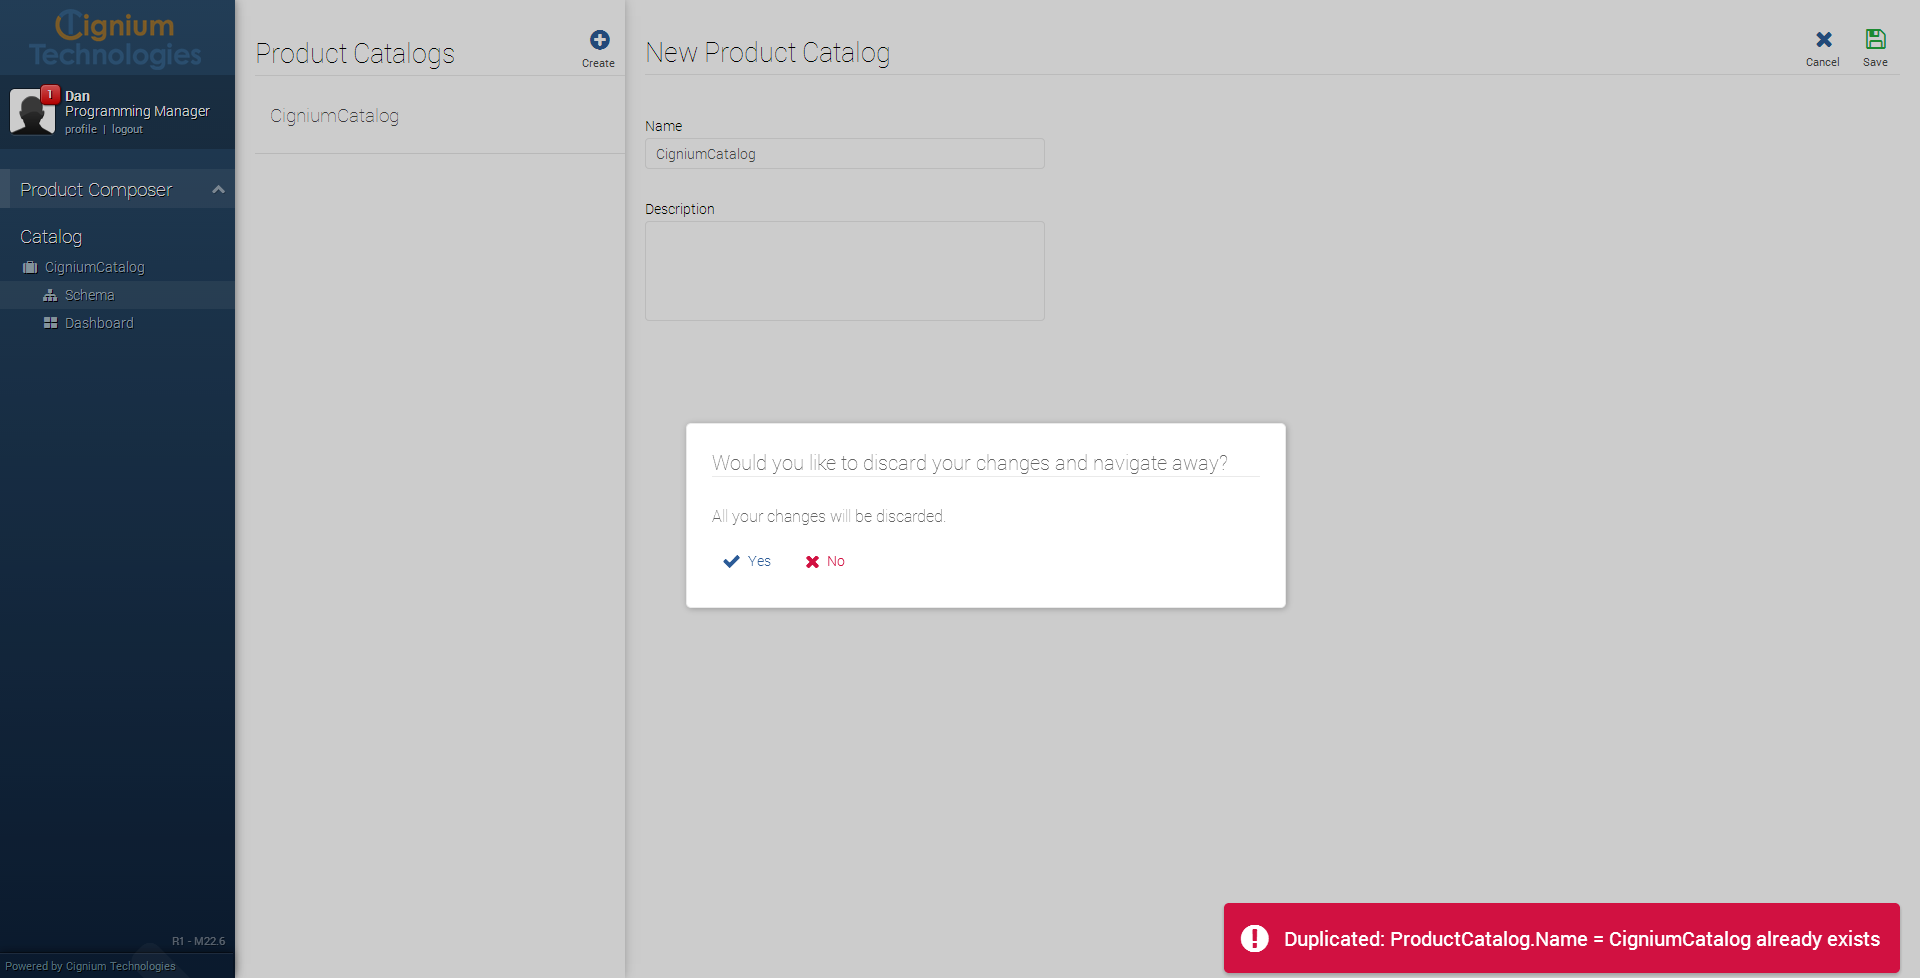 Cignium
Technologies
1
Dan
Programming Manager
profile | logout
Product Composer
Catalog
CigniumCatalog
Schema
Dashboard
R1 - M22.6
Powered by Cignium Technologies
Product Catalogs
Create
CigniumCatalog
New Product Catalog
Cancel
Save
Name
CigniumCatalog
Description
Would you like to discard your changes and navigate away?
All your changes will be discarded.
Yes
No
Duplicated: ProductCatalog.Name = CigniumCatalog already exists